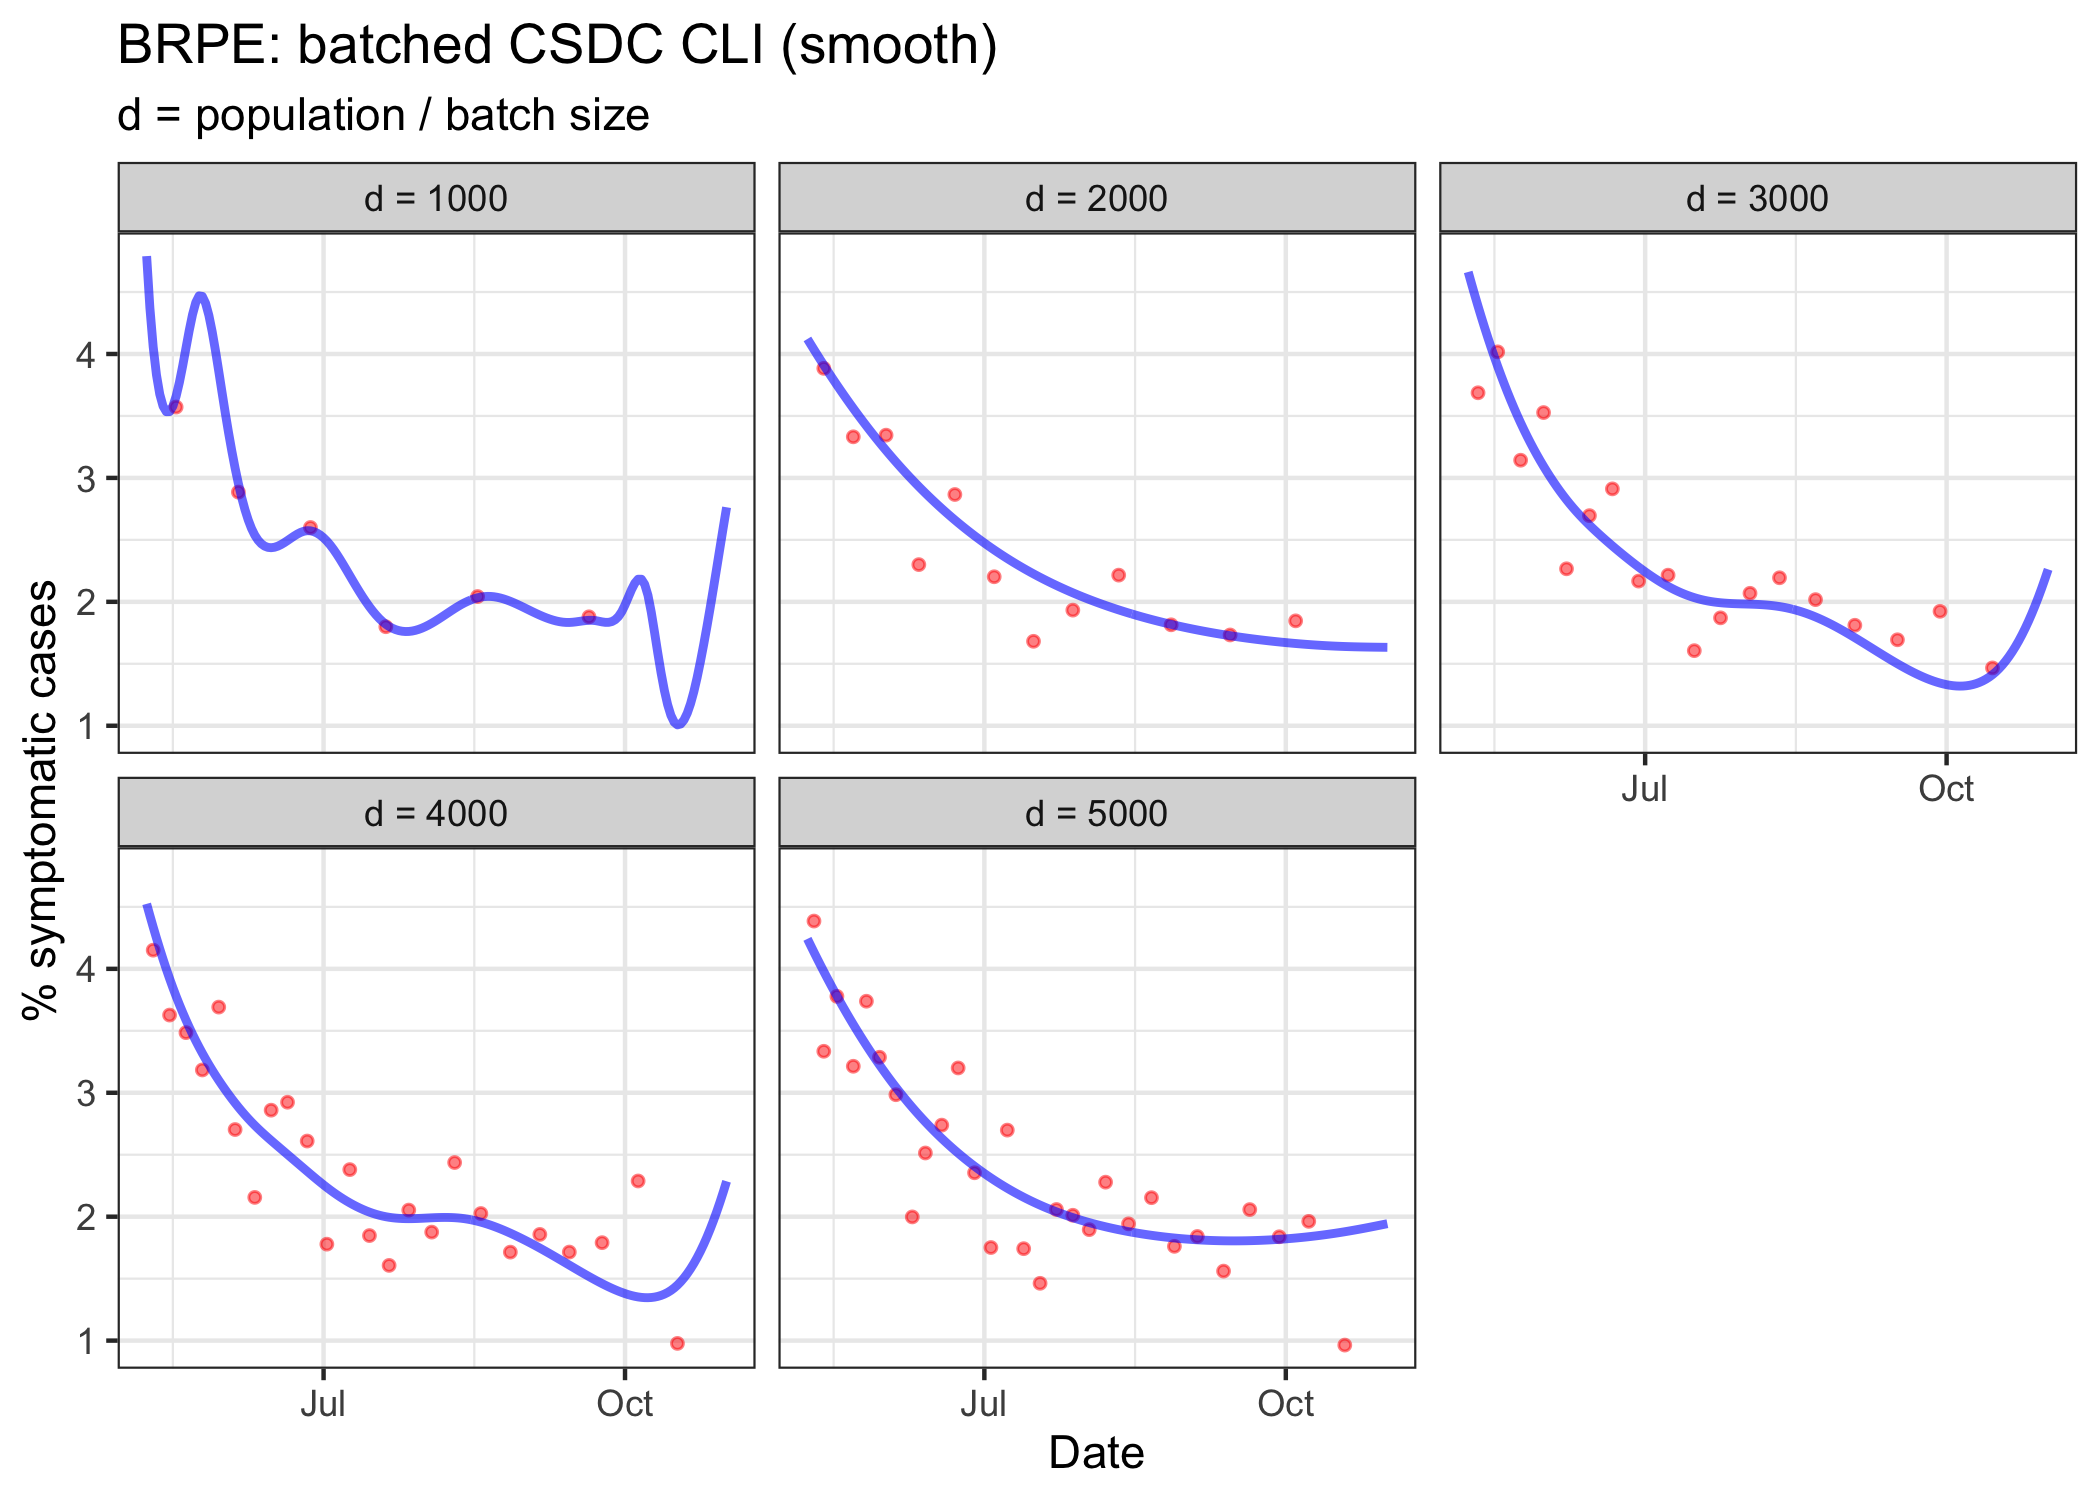 BRPE: batched CSDC CLI (smooth)
d = population / batch size
d = 1000
d = 2000
d = 3000
4
3
2
1
Jul
Oct
d = 4000
d = 5000
4
3
2
1
Jul
Oct
Jul
Oct
% symptomatic cases
Date